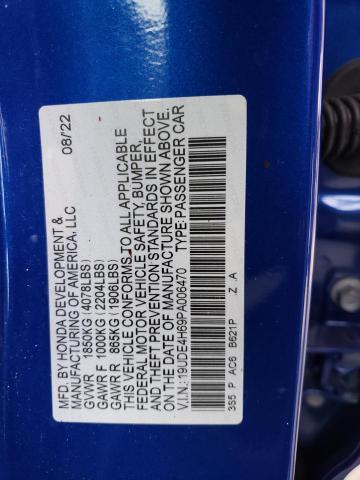 MFD. BY HONDA DEVELOPMENT &
MANUFACTURING OF AMERICA, LLC 08/22
GVWR 1850KG (4078LBS)
GAWR F 1000KG (2204LBS)
GAWR R 865KG (1906LBS)
THIS VEHICLE CONFORMS TO ALL APPLICABLE
FEDERAL MOTOR VEHICLE SAFETY, BUMPER,
AND THEFT PREVENTION STANDARDS IN EFFECT
ON THE DATE OF MANUFACTURE SHOWN ABOVE.
V.I.N.: 19UDE4H69PA006470 TYPE: PASSENGER CAR
3S5 P AC6 B621P . Z . A